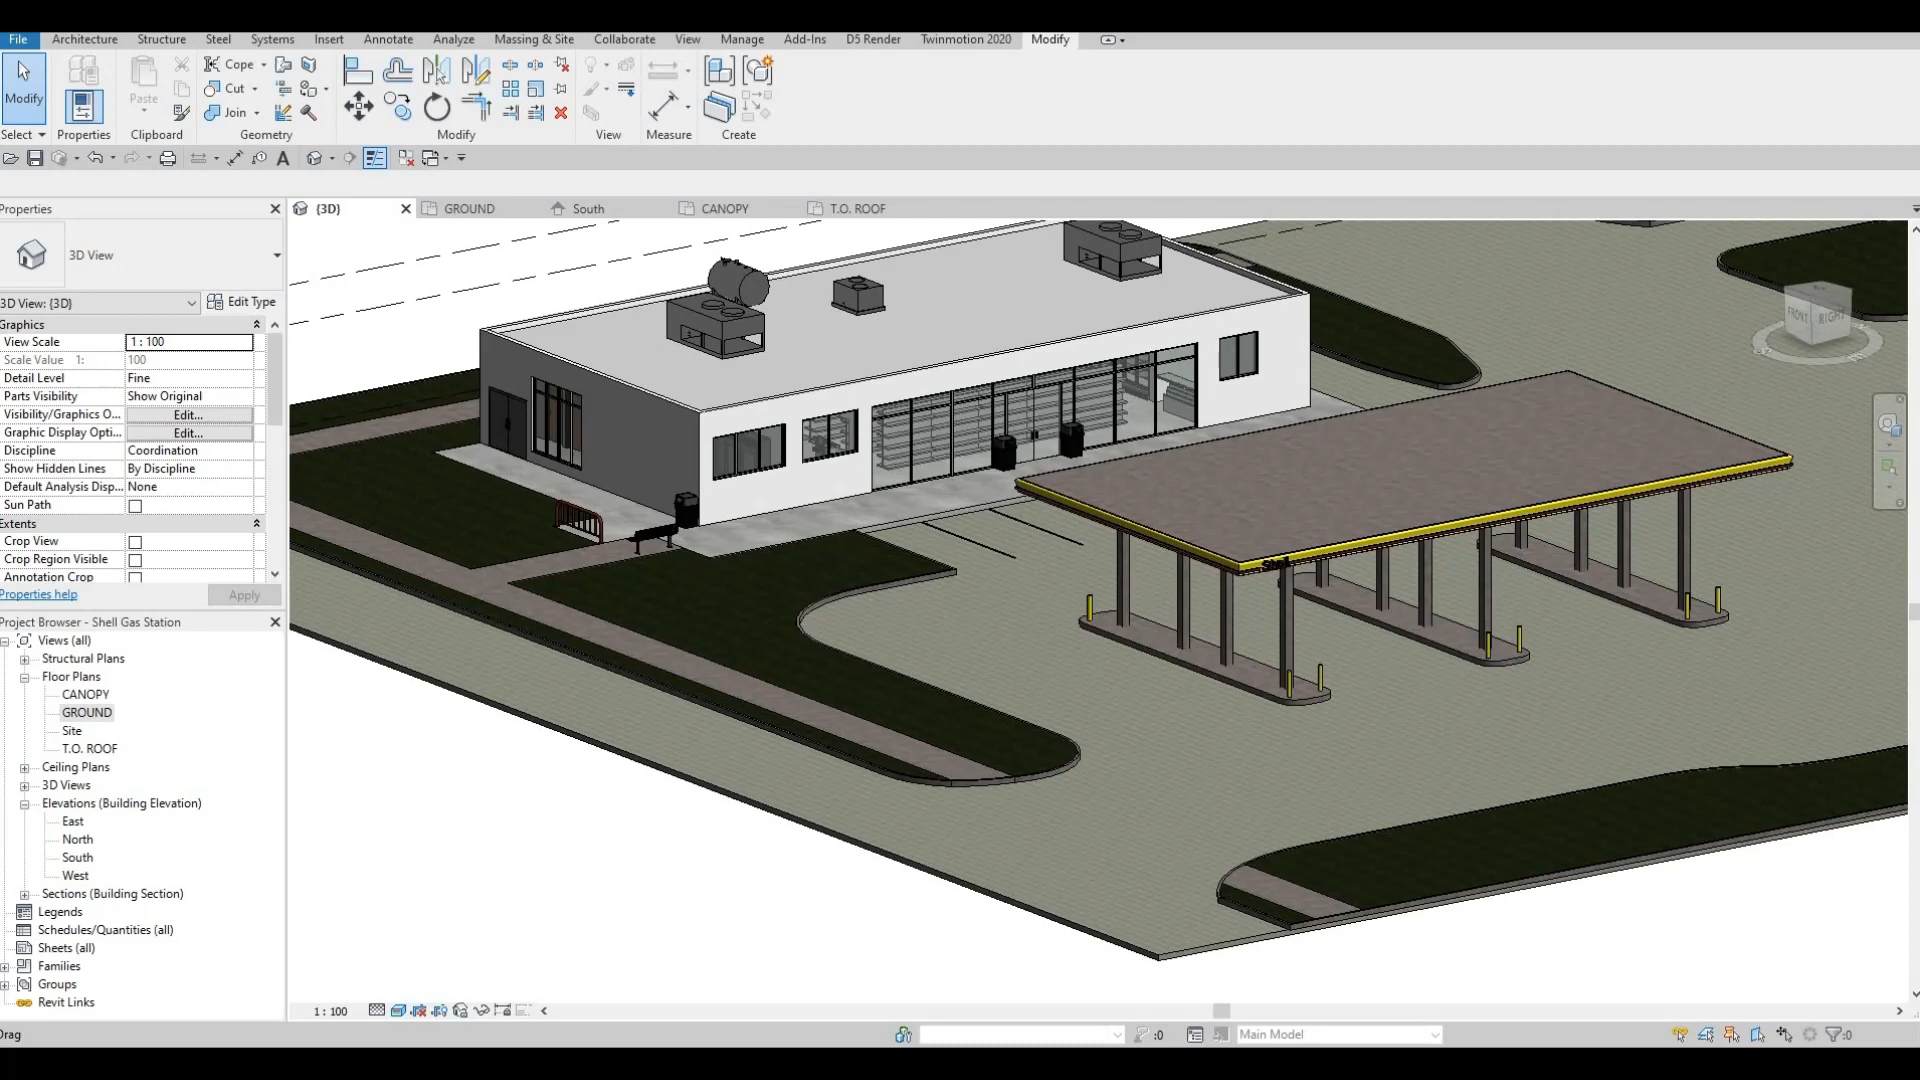 File Architecture Structure Steel Systems Insert Annotate Analyze Massing & Site Collaborate View Manage Add-Ins D5 Render Twinmotion 2020 Modify
Modify
Paste
Cope
Cut
Join
Select Properties Clipboard Geometry Modify View Measure Create
A
Properties
{3D}
GROUND
South
CANOPY
T.O. ROOF
3D View
3D View: {3D}
Edit Type
Graphics
View Scale 1 : 100
Scale Value 1: 100
Detail Level Fine
Parts Visibility Show Original
Visibility/Graphics O... Edit...
Graphic Display Opti... Edit...
Discipline Coordination
Show Hidden Lines By Discipline
Default Analysis Disp... None
Sun Path
Extents
Crop View
Crop Region Visible
Annotation Crop
Properties help Apply
Project Browser - Shell Gas Station
Views (all)
Structural Plans
Floor Plans
CANOPY
GROUND
Site
T.O. ROOF
Ceiling Plans
3D Views
Elevations (Building Elevation)
East
North
South
West
Sections (Building Section)
Legends
Schedules/Quantities (all)
Sheets (all)
Families
Groups
Revit Links
FRONT RIGHT
1 : 100
Drag
:0
Main Model
:0